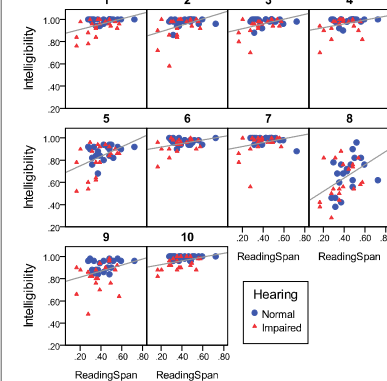 1 2 3 4
Intelligibility
1.00
.80
.60
.40
.20
5 6 7 8
Intelligibility
1.00
.80
.60
.40
.20
9 10
.20 .40 .60 .80 .20 .40 .60 .8
ReadingSpan ReadingSpan
Intelligibility
1.00
.80
.60
.40
.20
Hearing
Normal
Impaired
.20 .40 .60 .80 .20 .40 .60 .80
ReadingSpan ReadingSpan